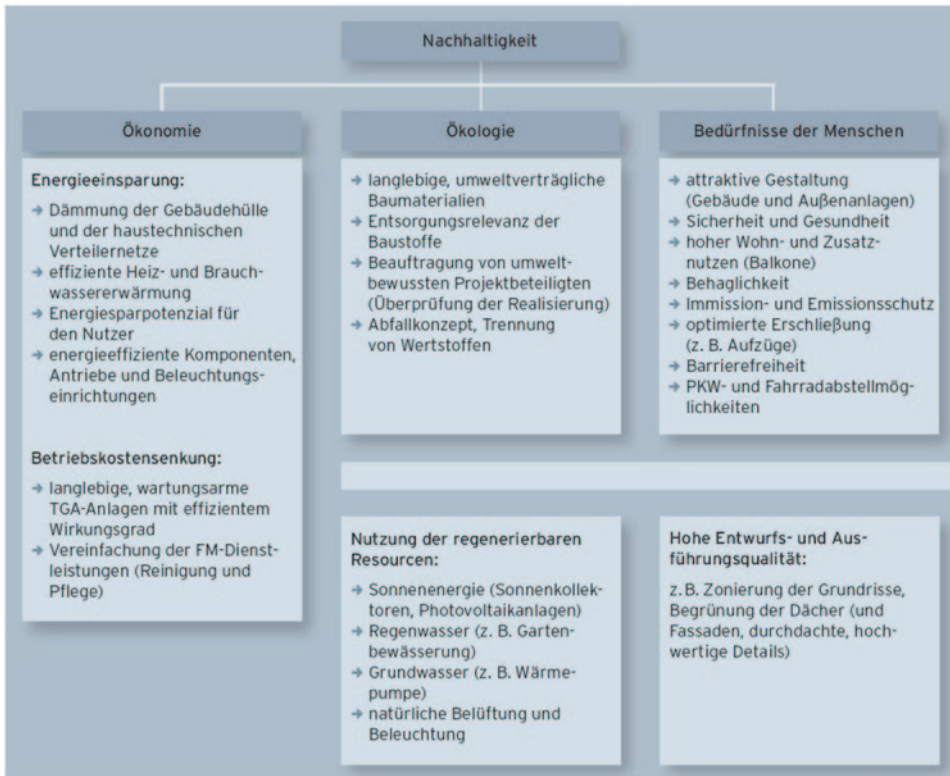 Nachhaltigkeit
Ökonomie
Energieeinsparung:
→ Dämmung der Gebäudehülle
und der haustechnischen
Verteilernetze
→ effiziente Heiz- und Brauch-
wassererwärmung
→ Energiesparpotenzial für
den Nutzer
→ energieeffiziente Komponenten,
Antriebe und Beleuchtungs-
einrichtungen
Betriebskostensenkung:
→ langlebige, wartungsarme
TGA-Anlagen mit effizientem
Wirkungsgrad
→ Vereinfachung der FM-Dienst-
leistungen (Reinigung und
Pflege)
Ökologie
→ langlebige, umweltverträgliche
Baumaterialien
→ Entsorgungsrelevanz der
Baustoffe
→ Beauftragung von umwelt-
bewussten Projektbeteiligten
(Überprüfung der Realisierung)
→ Abfallkonzept, Trennung
von Wertstoffen
Bedürfnisse der Menschen
→ attraktive Gestaltung
(Gebäude und Außenanlagen)
→ Sicherheit und Gesundheit
→ hoher Wohn- und Zusatz-
nutzen (Balkone)
→ Behaglichkeit
→ Immission- und Emissionsschutz
→ optimierte Erschließung
(z. B. Aufzüge)
→ Barrierefreiheit
→ PKW- und Fahrradabstellmög-
lichkeiten
Nutzung der regenerierbaren
Resourcen:
→ Sonnenenergie (Sonnenkollek-
toren, Photovoltaikanlagen)
→ Regenwasser (z. B. Garten-
bewässerung)
→ Grundwasser (z. B. Wärme-
pumpe)
→ natürliche Belüftung und
Beleuchtung
Hohe Entwurfs- und Aus-
führungsqualität:
z. B. Zonierung der Grundrisse,
Begrünung der Dächer (und
Fassaden, durchdachte, hoch-
wertige Details)